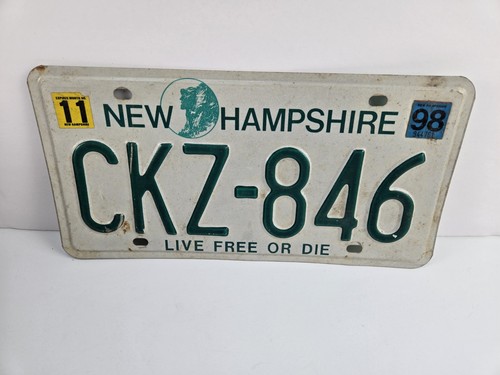 11
NEW HAMPSHIRE
98
CKZ-846
LIVE FREE OR DIE